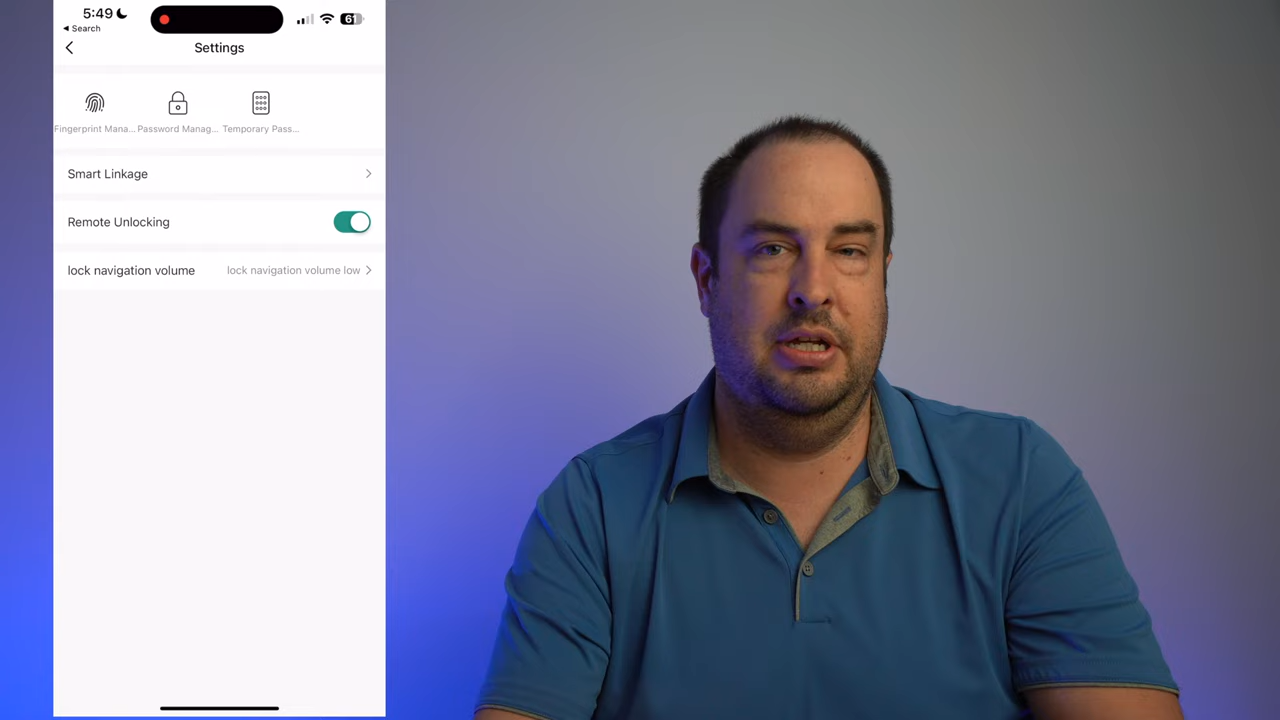 5:49
Search
61
Settings
Fingerprint Mana... Password Manag... Temporary Pass...
Smart Linkage
Remote Unlocking
lock navigation volume lock navigation volume low